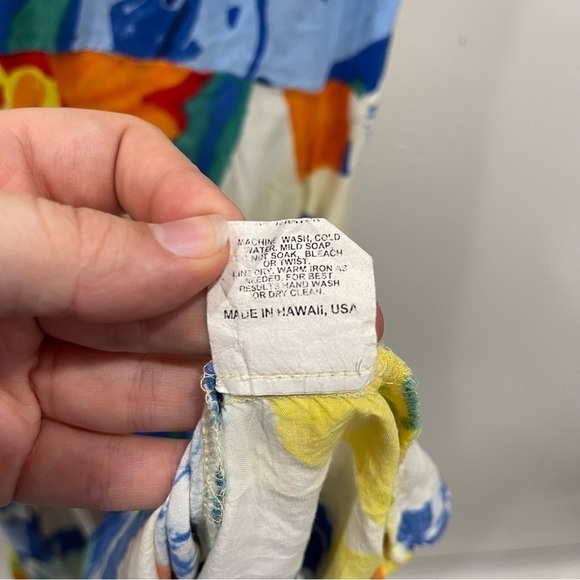 MACHINE WASH, COLD
WATER. MILD SOAP.
NOT SOAK, BLEACH
OR TWIST.
LINE DRY. WARM IRON AS
NEEDED. FOR BEST
RESULTS HAND WASH
OR DRY CLEAN.
MADE IN HAWAII, USA